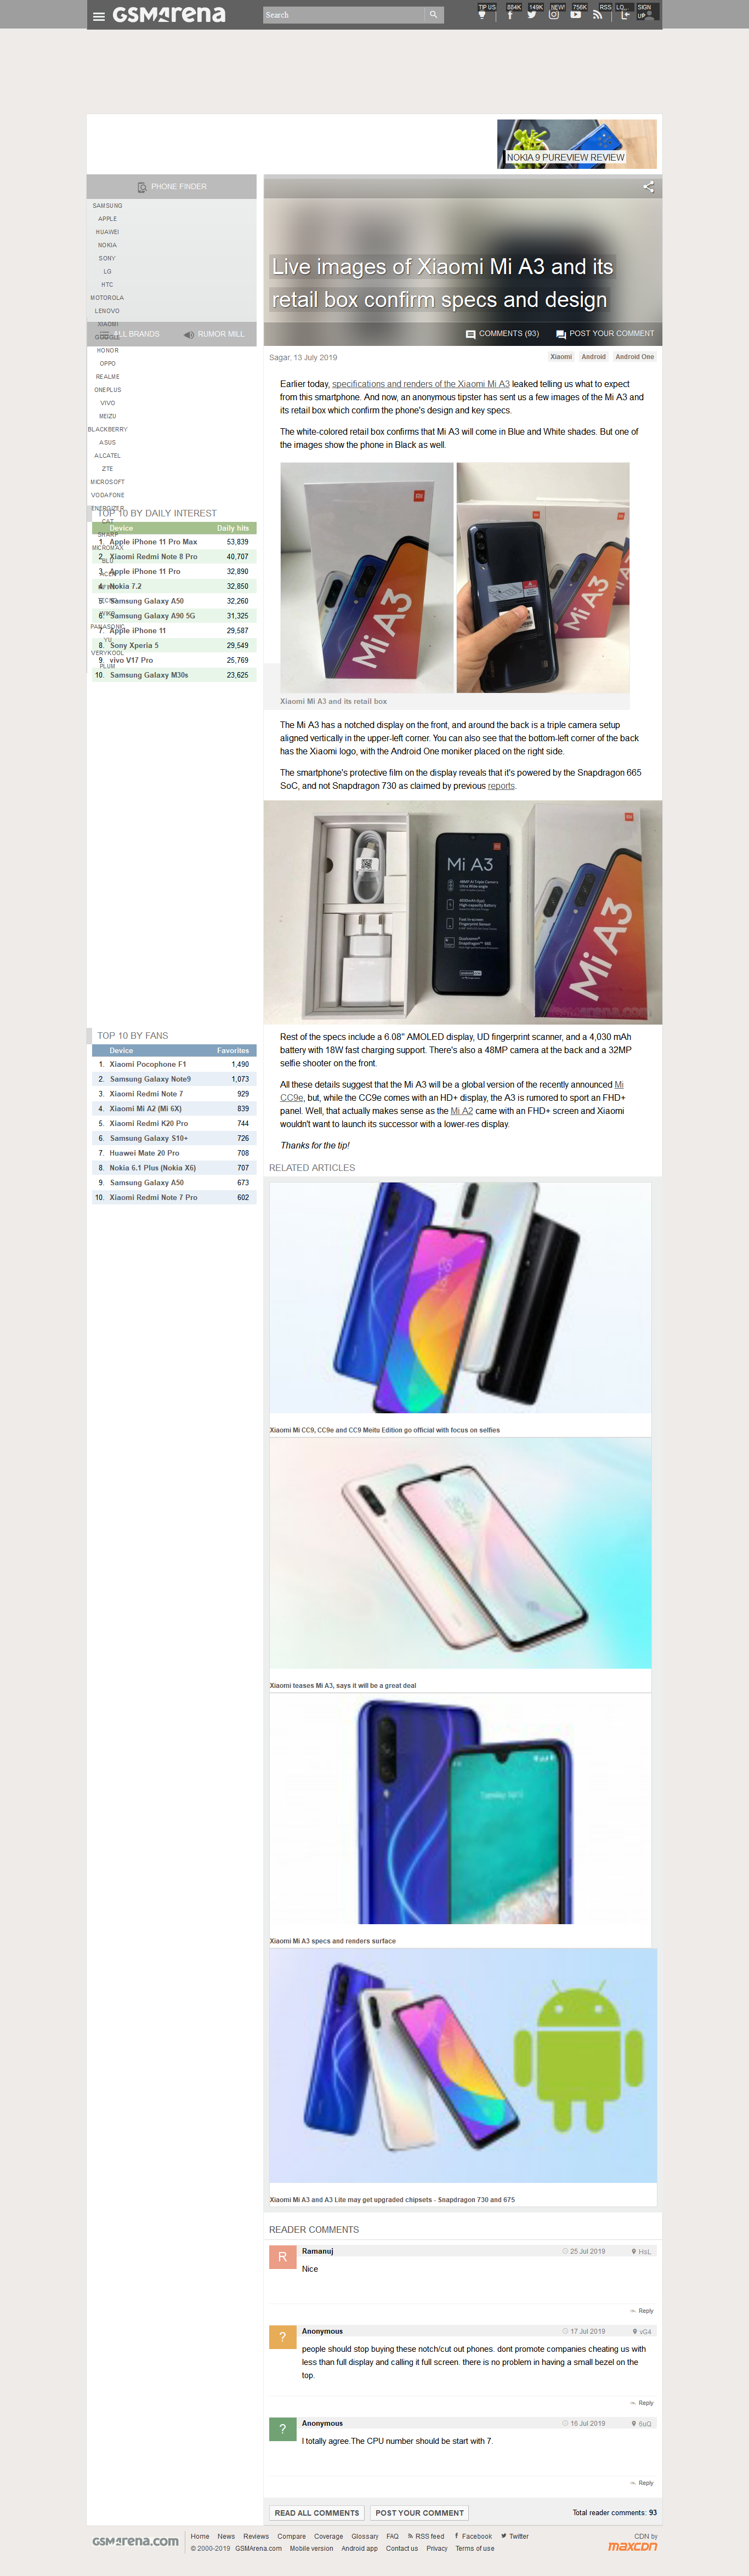 GSMArena
Search
TIP US
884K
149K
NEW!
756K
RSS
LO...
SIGN UP
NOKIA 9 PUREVIEW REVIEW
PHONE FINDER
SAMSUNG
APPLE
HUAWEI
NOKIA
SONY
LG
HTC
MOTOROLA
LENOVO
XIAOMI
GOOGLE
HONOR
OPPO
REALME
ONEPLUS
VIVO
MEIZU
BLACKBERRY
ASUS
ALCATEL
ZTE
MICROSOFT
VODAFONE
ENERGIZER
CAT
SHARP
MICROMAX
BLU
PANASONIC
YU
VERYKOOL
PLUM
ALL BRANDS
RUMOR MILL
TOP 10 BY DAILY INTEREST
Device Daily hits
1. Apple iPhone 11 Pro Max 53,839
2. Xiaomi Redmi Note 8 Pro 40,707
3. Apple iPhone 11 Pro 32,890
4. Nokia 7.2 32,850
5. Samsung Galaxy A50 32,260
6. Samsung Galaxy A90 5G 31,325
7. Apple iPhone 11 29,587
8. Sony Xperia 5 29,549
9. vivo V17 Pro 25,769
10. Samsung Galaxy M30s 23,625
TOP 10 BY FANS
Device Favorites
1. Xiaomi Pocophone F1 1,490
2. Samsung Galaxy Note9 1,073
3. Xiaomi Redmi Note 7 929
4. Xiaomi Mi A2 (Mi 6X) 839
5. Xiaomi Redmi K20 Pro 744
6. Samsung Galaxy S10+ 726
7. Huawei Mate 20 Pro 708
8. Nokia 6.1 Plus (Nokia X6) 707
9. Samsung Galaxy A50 673
10. Xiaomi Redmi Note 7 Pro 602
Live images of Xiaomi Mi A3 and its
retail box confirm specs and design
COMMENTS (93)
POST YOUR COMMENT
Sagar, 13 July 2019
Xiaomi Android Android One
Earlier today, specifications and renders of the Xiaomi Mi A3 leaked telling us what to expect
from this smartphone. And now, an anonymous tipster has sent us a few images of the Mi A3 and
its retail box which confirm the phone's design and key specs.
The white-colored retail box confirms that Mi A3 will come in Blue and White shades. But one of
the images show the phone in Black as well.
Mi A3
Mi A3
Xiaomi Mi A3 and its retail box
The Mi A3 has a notched display on the front, and around the back is a triple camera setup
aligned vertically in the upper-left corner. You can also see that the bottom-left corner of the back
has the Xiaomi logo, with the Android One moniker placed on the right side.
The smartphone's protective film on the display reveals that it's powered by the Snapdragon 665
SoC, and not Snapdragon 730 as claimed by previous reports.
Mi A3
Mi A3
Rest of the specs include a 6.08" AMOLED display, UD fingerprint scanner, and a 4,030 mAh
battery with 18W fast charging support. There's also a 48MP camera at the back and a 32MP
selfie shooter on the front.
All these details suggest that the Mi A3 will be a global version of the recently announced Mi
CC9e, but, while the CC9e comes with an HD+ display, the A3 is rumored to sport an FHD+
panel. Well, that actually makes sense as the Mi A2 came with an FHD+ screen and Xiaomi
wouldn't want to launch its successor with a lower-res display.
Thanks for the tip!
RELATED ARTICLES
Xiaomi Mi CC9, CC9e and CC9 Meitu Edition go official with focus on selfies
Xiaomi teases Mi A3, says it will be a great deal
Tuesday, Apr 2
Xiaomi Mi A3 specs and renders surface
Xiaomi Mi A3 and A3 Lite may get upgraded chipsets - Snapdragon 730 and 675
READER COMMENTS
R
Ramanuj
25 Jul 2019
HsL
Nice
Reply
?
Anonymous
17 Jul 2019
vG4
people should stop buying these notch/cut out phones. dont promote companies cheating us with
less than full display and calling it full screen. there is no problem in having a small bezel on the
top.
Reply
?
Anonymous
16 Jul 2019
6uQ
I totally agree.The CPU number should be start with 7.
Reply
READ ALL COMMENTS
POST YOUR COMMENT
Total reader comments: 93
GSMArena.com
Home News Reviews Compare Coverage Glossary FAQ RSS feed Facebook Twitter
© 2000-2019 GSMArena.com Mobile version Android app Contact us Privacy Terms of use
CDN by
MAXCDN